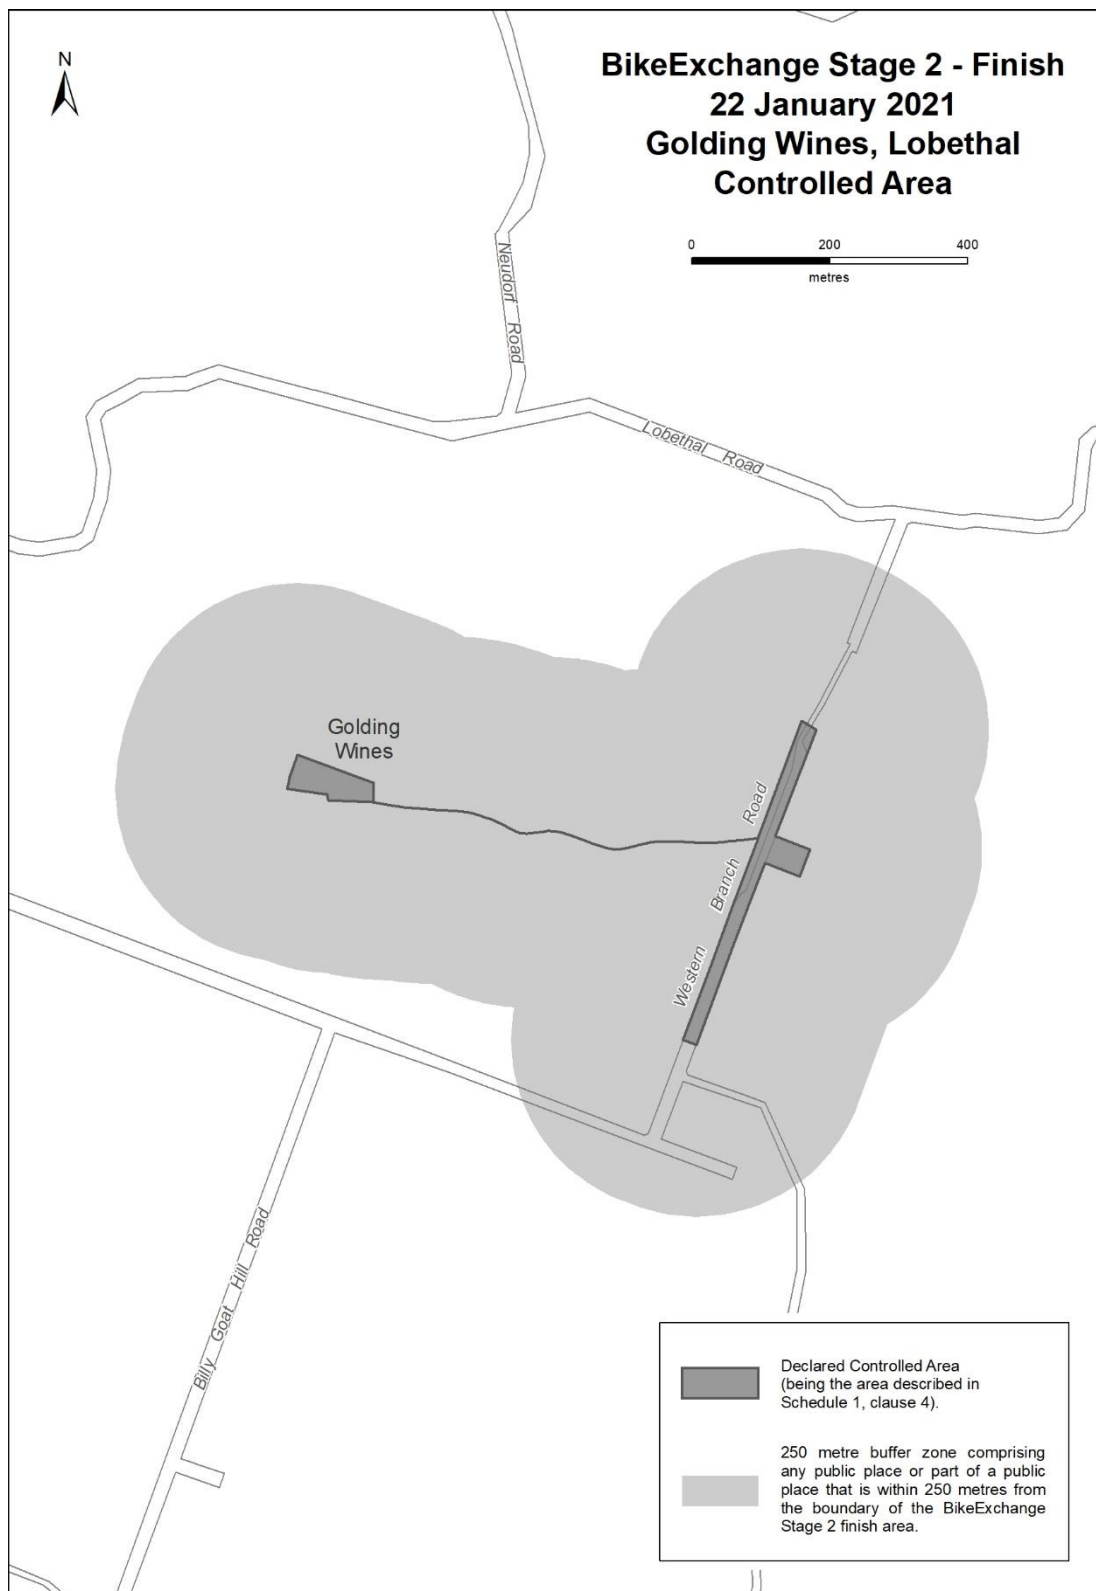 N
BikeExchange Stage 2 - Finish
22 January 2021
Golding Wines, Lobethal
Controlled Area
0 200 400
metres
Neudorf Road
Lobethal Road
Golding
Wines
Western Branch Road
Billy Goat Hill Road
Declared Controlled Area
(being the area described in
Schedule 1, clause 4).
250 metre buffer zone comprising
any public place or part of a public
place that is within 250 metres from
the boundary of the BikeExchange
Stage 2 finish area.